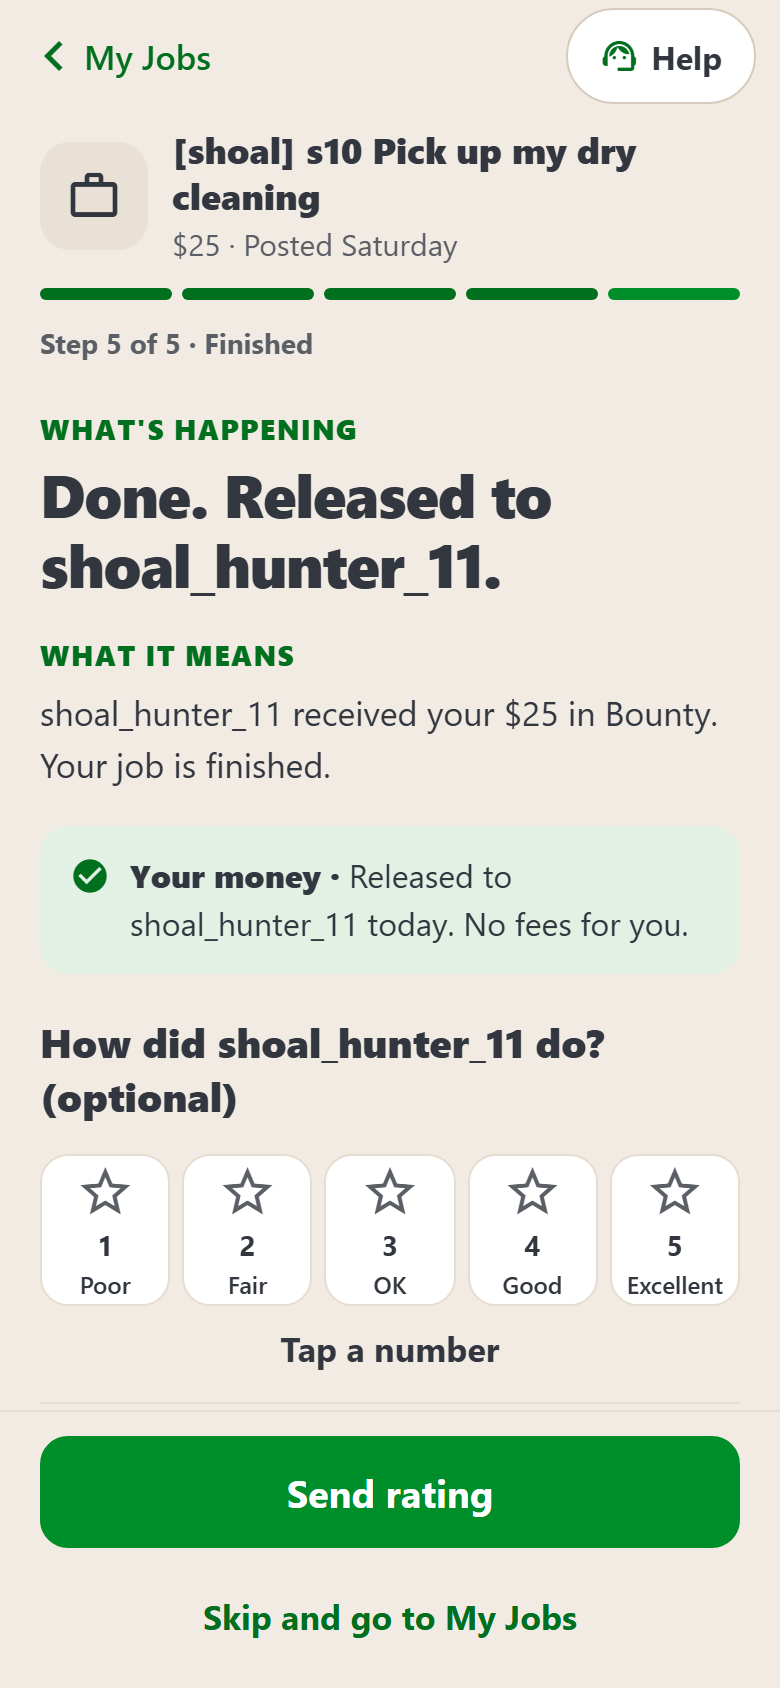 My Jobs
Help
[shoal] s10 Pick up my dry
cleaning
$25 · Posted Saturday
Step 5 of 5 · Finished
WHAT'S HAPPENING
Done. Released to
shoal_hunter_11.
WHAT IT MEANS
shoal_hunter_11 received your $25 in Bounty.
Your job is finished.
Your money · Released to
shoal_hunter_11 today. No fees for you.
How did shoal_hunter_11 do?
(optional)
1 2 3 4 5
Poor Fair OK Good Excellent
Tap a number
Send rating
Skip and go to My Jobs